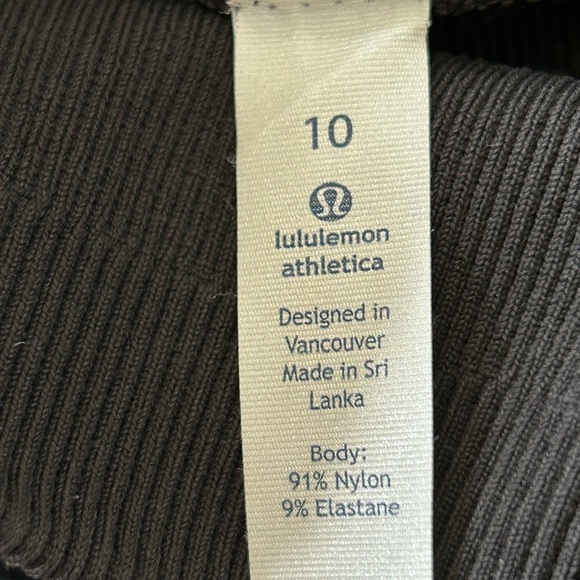 10
lululemon
athletica
Designed in
Vancouver
Made in Sri
Lanka
Body:
91% Nylon
9% Elastane